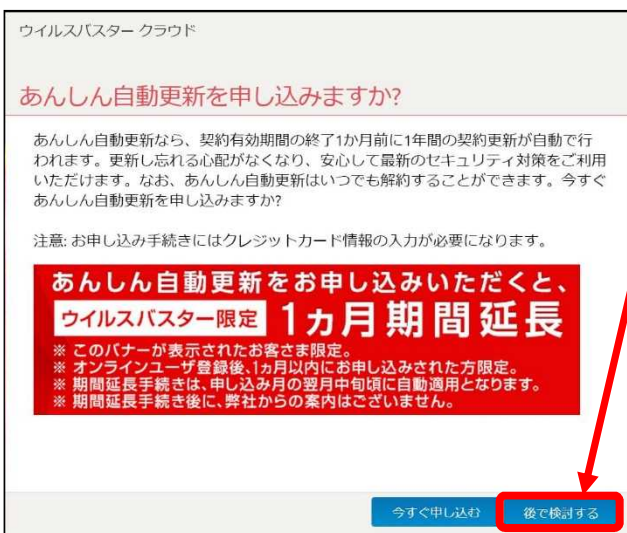 ウイルスバスター クラウド
あんしん自動更新を申し込みますか?
あんしん自動更新なら、契約有効期間の終了1か月前に1年間の契約更新が自動で行
われます。更新し忘れる心配がなくなり、安心して最新のセキュリティ対策をご利用
いただけます。なお、あんしん自動更新はいつでも解約することができます。今すぐ
あんしん自動更新を申し込みますか?
注意: お申し込み手続きにはクレジットカード情報の入力が必要になります。
あんしん自動更新をお申し込みいただくと、
ウイルスバスター限定 1ヵ月期間延長
※ このバナーが表示されたお客さま限定。
※ オンラインユーザ登録後、1ヵ月以内にお申し込みされた方限定。
※ 期間延長手続きは、申し込み月の翌月中旬頃に自動適用となります。
※ 期間延長手続き後に、弊社からの案内はございません。
今すぐ申し込む 後で検討する